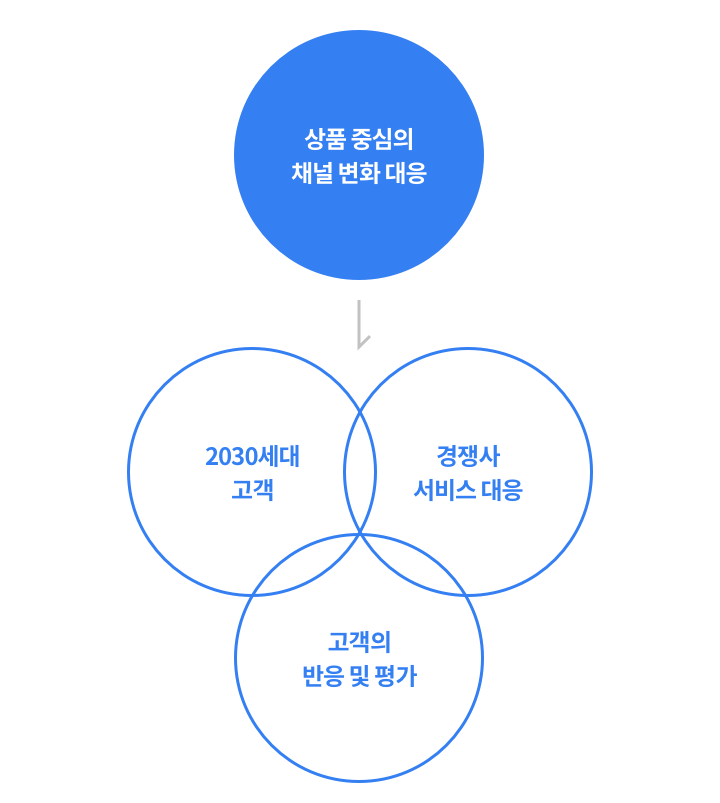 상품 중심의
채널 변화 대응
2030세대
고객
경쟁사
서비스 대응
고객의
반응 및 평가